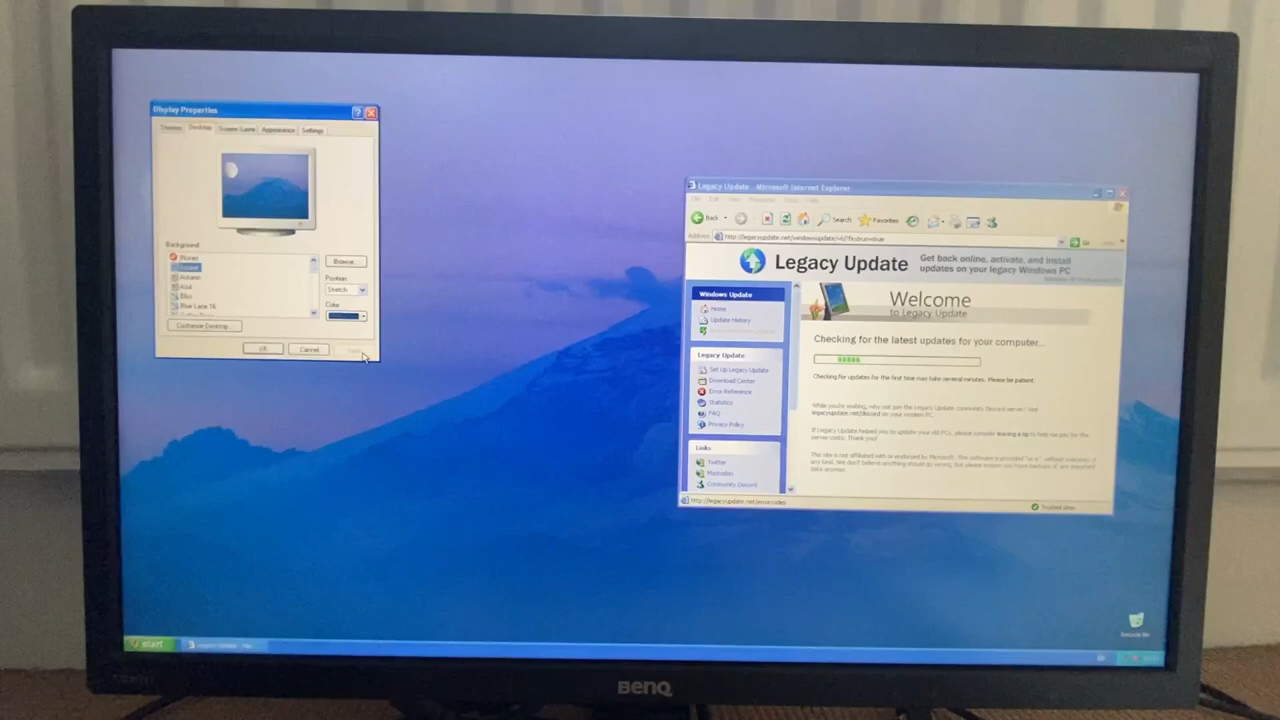 Display Properties
Themes Desktop Screen Saver Appearance Settings
Background
(None)
Autumn
Azul
Bliss
Blue Lace 16
Browse...
Position
Stretch
Color
Customize Desktop...
OK Cancel Apply
Legacy Update - Microsoft Internet Explorer
File Edit View Favorites Tools Help
Back Search Favorites
Address http://legacyupdate.net/windowsupdate/v6/?firstrun=true Go
Legacy Update
Get back online, activate, and install
updates on your legacy Windows PC
Windows Update
Home
Update History
Legacy Update
Set Up Legacy Update
Download Center
Error Reference
Statistics
FAQ
Privacy Policy
Links
Twitter
Mastodon
Community Discord
Welcome
to Legacy Update
Checking for the latest updates for your computer...
Checking for updates for the first time may take several minutes. Please be patient.
While you're waiting, why not join the Legacy Update community Discord server! Visit
legacyupdate.net/discord on your modern PC.
If Legacy Update helped you to update your old PCs, please consider leaving a tip to help us pay for the
server costs. Thank you!
This site is not affiliated with or endorsed by Microsoft. This software is provided "as is", without warranties of
any kind. We don't believe anything should go wrong, but please ensure you have backups of any important
data anyway.
http://legacyupdate.net/errorcodes
Trusted sites
Recycle Bin
start
BenQ